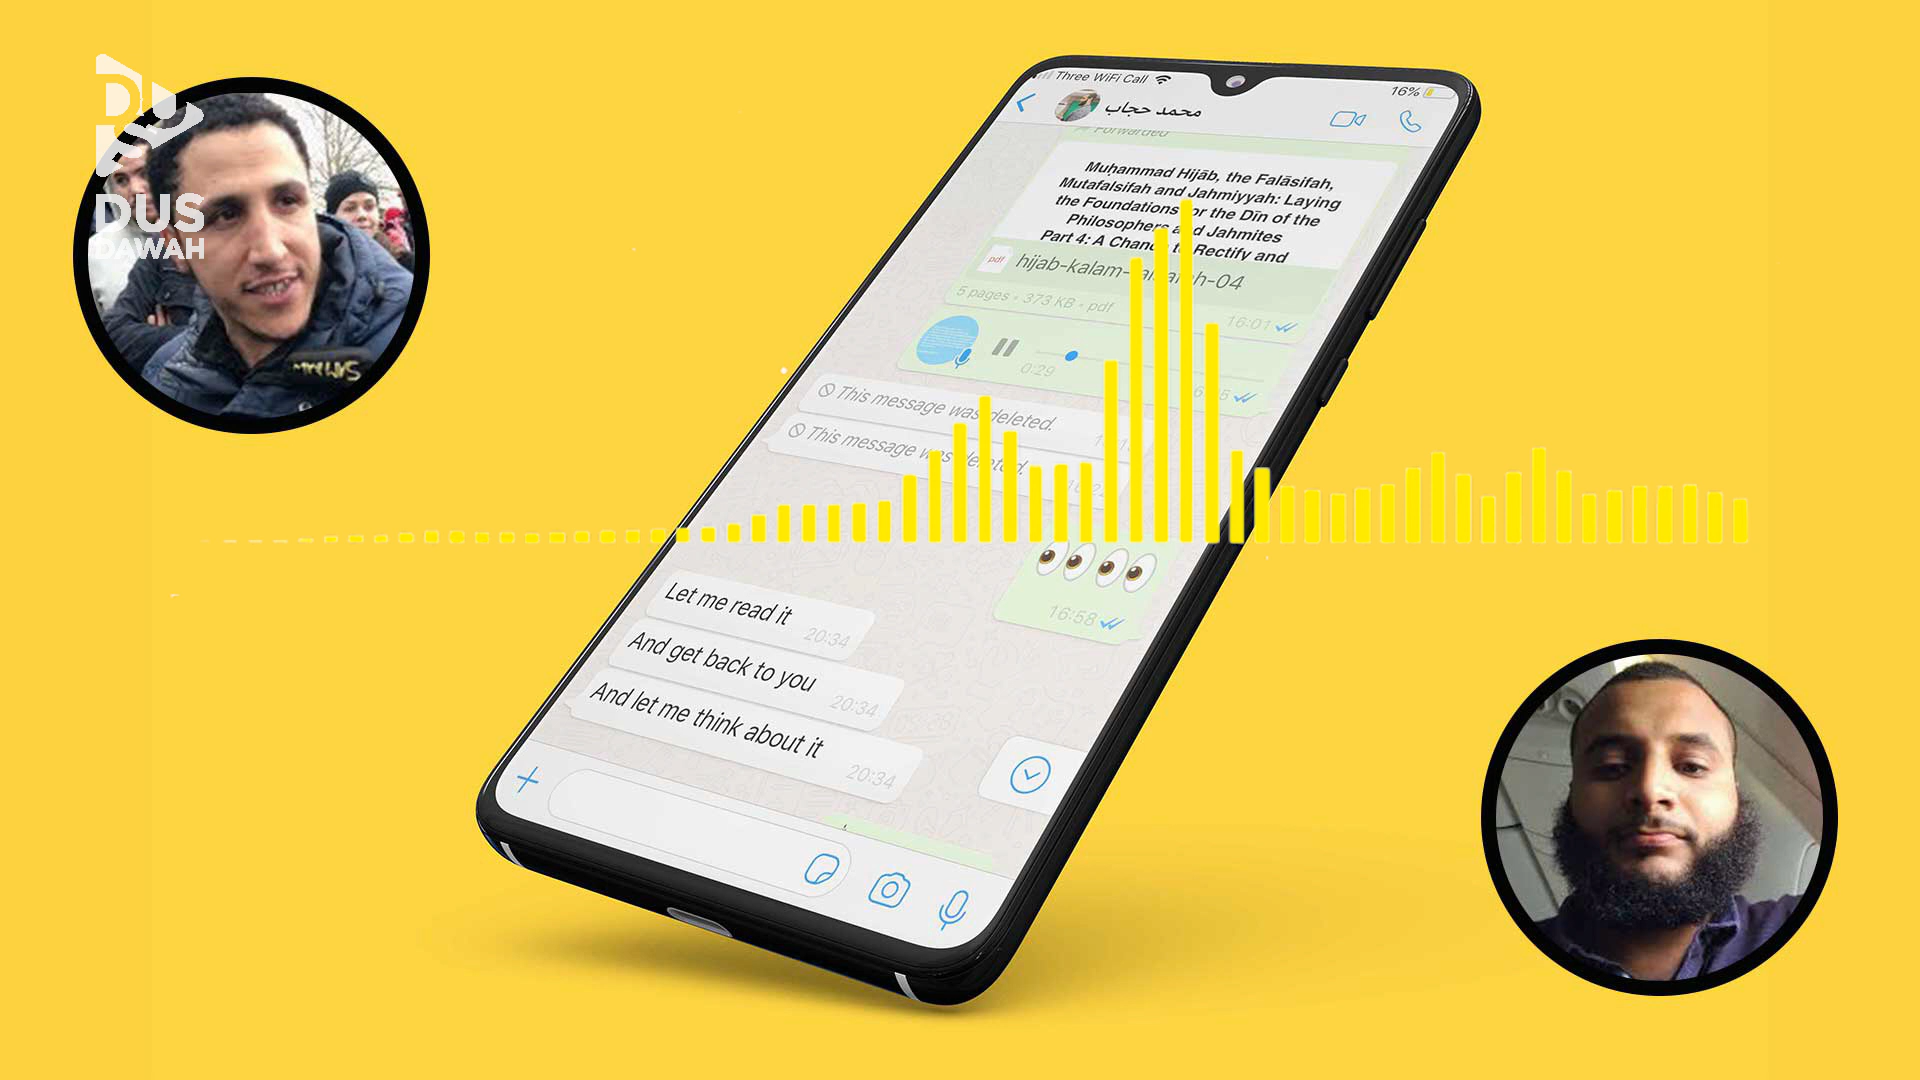 DUS
DAWAH
Three WiFi Call
16%
محمد حجاب
Forwarded
Muḥammad Hijāb, the Falāsifah,
Mutafalsifah and Jahmiyyah: Laying
the Foundations for the Dīn of the
Philosophers and Jahmites
Part 4: A Chance to Rectify and
pdf
hijab-kalam-falsafah-04
5 pages • 373 KB • pdf
16:01
0:29
This message was deleted.
This message was deleted.
16:58
Let me read it
20:34
And get back to you
20:34
And let me think about it
20:34